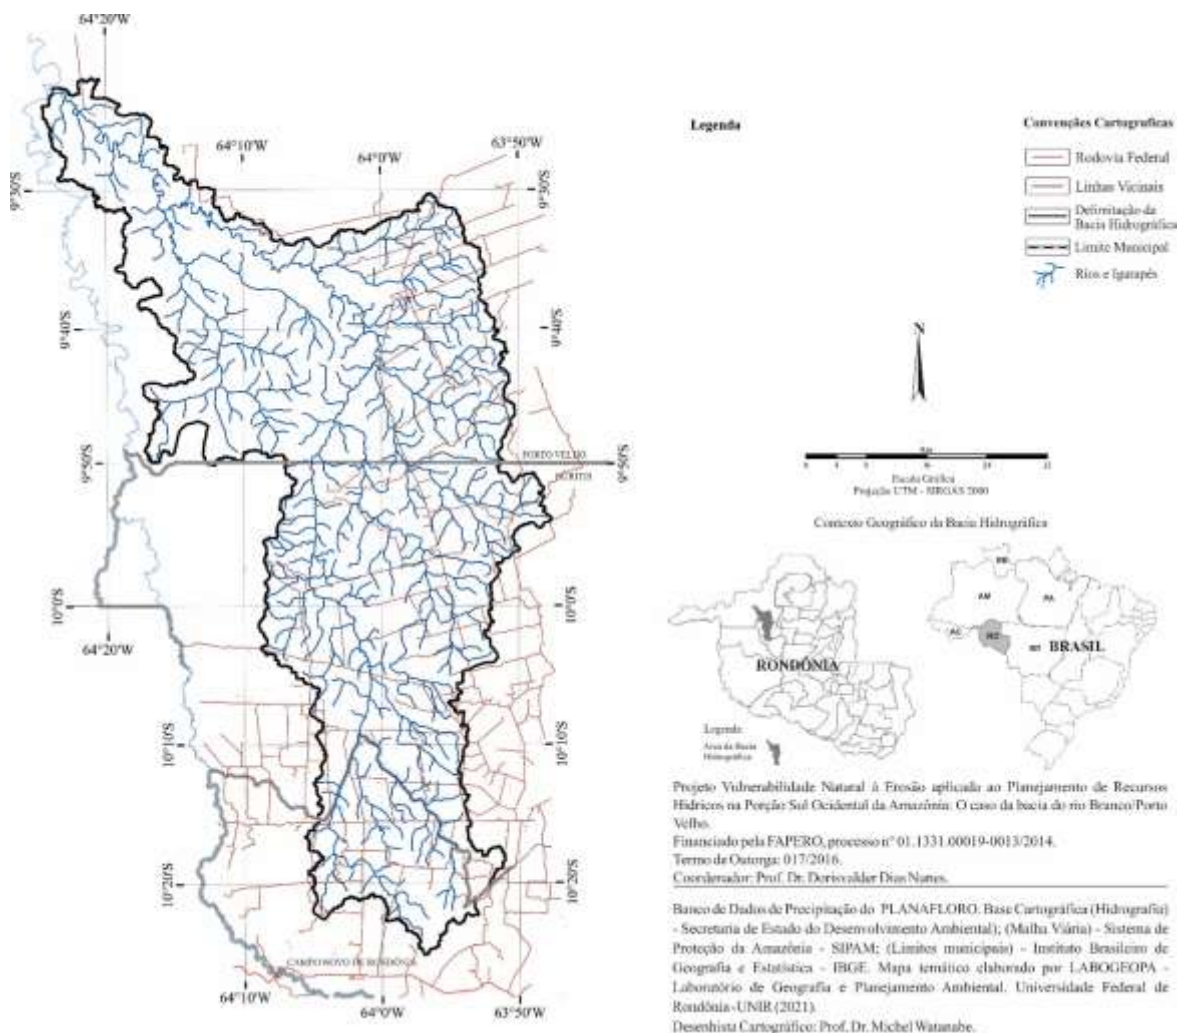 64°20'W
64°10'W
64°0'W
63°50'W
9°30'S
9°30'S
9°40'S
9°40'S
PORTO VELHO
9°50'S
9°50'S
BURITIS
10°0'S
10°0'S
64°20'W
10°10'S
10°10'S
10°20'S
10°20'S
CAMPO NOVO DE RONDÔNIA
64°10'W
64°0'W
63°50'W
Legenda
Convenções Cartograficas
Rodovia Federal
Linhas Vicinais
Delimitação da
Bacia Hidrográfica
Limite Municipal
Rios e Igarapés
N
Km
Escala Gráfica
Projeção UTM - SIRGAS 2000
Contexto Geográfico da Bacia Hidrográfica
RONDÔNIA
Legenda
Área da Bacia
Hidrográfica
RR
AM
PA
AC
RO
MT
BRASIL
Projeto Vulnerabilidade Natural à Erosão aplicada ao Planejamento de Recursos
Hídricos na Porção Sul Ocidental da Amazônia: O caso da bacia do rio Branco/Porto
Velho.
Financiado pela FAPERO, processo n° 01.1331.00019-0013/2014.
Termo de Outorga: 017/2016.
Coordenador: Prof. Dr. Dorisvalder Dias Nunes.
Banco de Dados de Precipitação do PLANAFLORO. Base Cartográfica (Hidrografia)
- Secretaria de Estado do Desenvolvimento Ambiental); (Malha Viária) - Sistema de
Proteção da Amazônia - SIPAM; (Limites municipais) - Instituto Brasileiro de
Geografia e Estatística - IBGE. Mapa temático elaborado por LABOGEOPA -
Laboratório de Geografia e Planejamento Ambiental. Universidade Federal de
Rondônia - UNIR (2021).
Desenhista Cartográfico: Prof. Dr. Michel Watanabe.